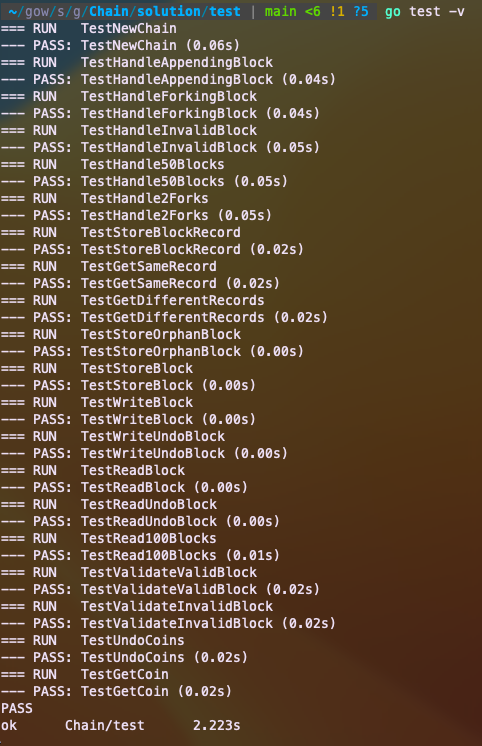 ~/gow/s/g/Chain/solution/test | main <6 !1 ?5 go test -v
=== RUN   TestNewChain
--- PASS: TestNewChain (0.06s)
=== RUN   TestHandleAppendingBlock
--- PASS: TestHandleAppendingBlock (0.04s)
=== RUN   TestHandleForkingBlock
--- PASS: TestHandleForkingBlock (0.04s)
=== RUN   TestHandleInvalidBlock
--- PASS: TestHandleInvalidBlock (0.05s)
=== RUN   TestHandle50Blocks
--- PASS: TestHandle50Blocks (0.05s)
=== RUN   TestHandle2Forks
--- PASS: TestHandle2Forks (0.05s)
=== RUN   TestStoreBlockRecord
--- PASS: TestStoreBlockRecord (0.02s)
=== RUN   TestGetSameRecord
--- PASS: TestGetSameRecord (0.02s)
=== RUN   TestGetDifferentRecords
--- PASS: TestGetDifferentRecords (0.02s)
=== RUN   TestStoreOrphanBlock
--- PASS: TestStoreOrphanBlock (0.00s)
=== RUN   TestStoreBlock
--- PASS: TestStoreBlock (0.00s)
=== RUN   TestWriteBlock
--- PASS: TestWriteBlock (0.00s)
=== RUN   TestWriteUndoBlock
--- PASS: TestWriteUndoBlock (0.00s)
=== RUN   TestReadBlock
--- PASS: TestReadBlock (0.00s)
=== RUN   TestReadUndoBlock
--- PASS: TestReadUndoBlock (0.00s)
=== RUN   TestRead100Blocks
--- PASS: TestRead100Blocks (0.01s)
=== RUN   TestValidateValidBlock
--- PASS: TestValidateValidBlock (0.02s)
=== RUN   TestValidateInvalidBlock
--- PASS: TestValidateInvalidBlock (0.02s)
=== RUN   TestUndoCoins
--- PASS: TestUndoCoins (0.02s)
=== RUN   TestGetCoin
--- PASS: TestGetCoin (0.02s)
PASS
ok      Chain/test      2.223s